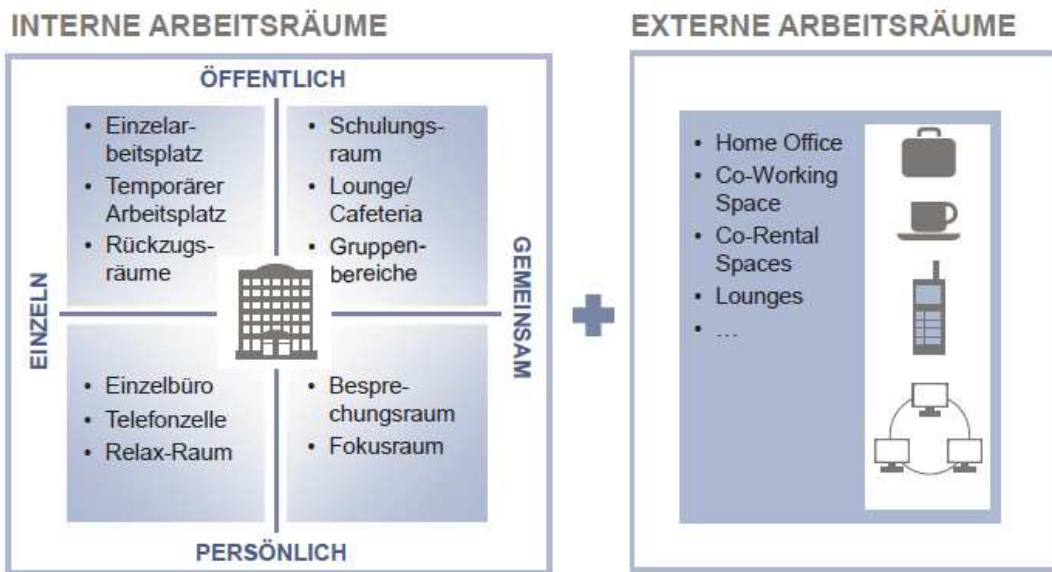 INTERNE ARBEITSRÄUME
ÖFFENTLICH
• Einzelar-
beitsplatz
• Temporärer
Arbeitsplatz
• Rückzugs-
räume
• Schulungs-
raum
• Lounge/
Cafeteria
• Gruppen-
bereiche
EINZELN
GEMEINSAM
• Einzelbüro
• Telefonzelle
• Relax-Raum
• Bespre-
chungsraum
• Fokusraum
PERSÖNLICH
EXTERNE ARBEITSRÄUME
• Home Office
• Co-Working
Space
• Co-Rental
Spaces
• Lounges
• ...